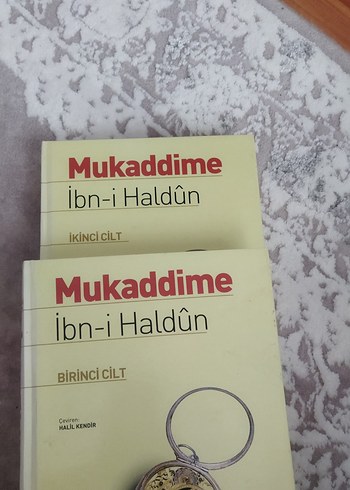 Mukaddime
İbn-i Haldûn
İKİNCİ CİLT
Mukaddime
İbn-i Haldûn
BİRİNCİ CİLT
Çeviren:
HALİL KENDİR